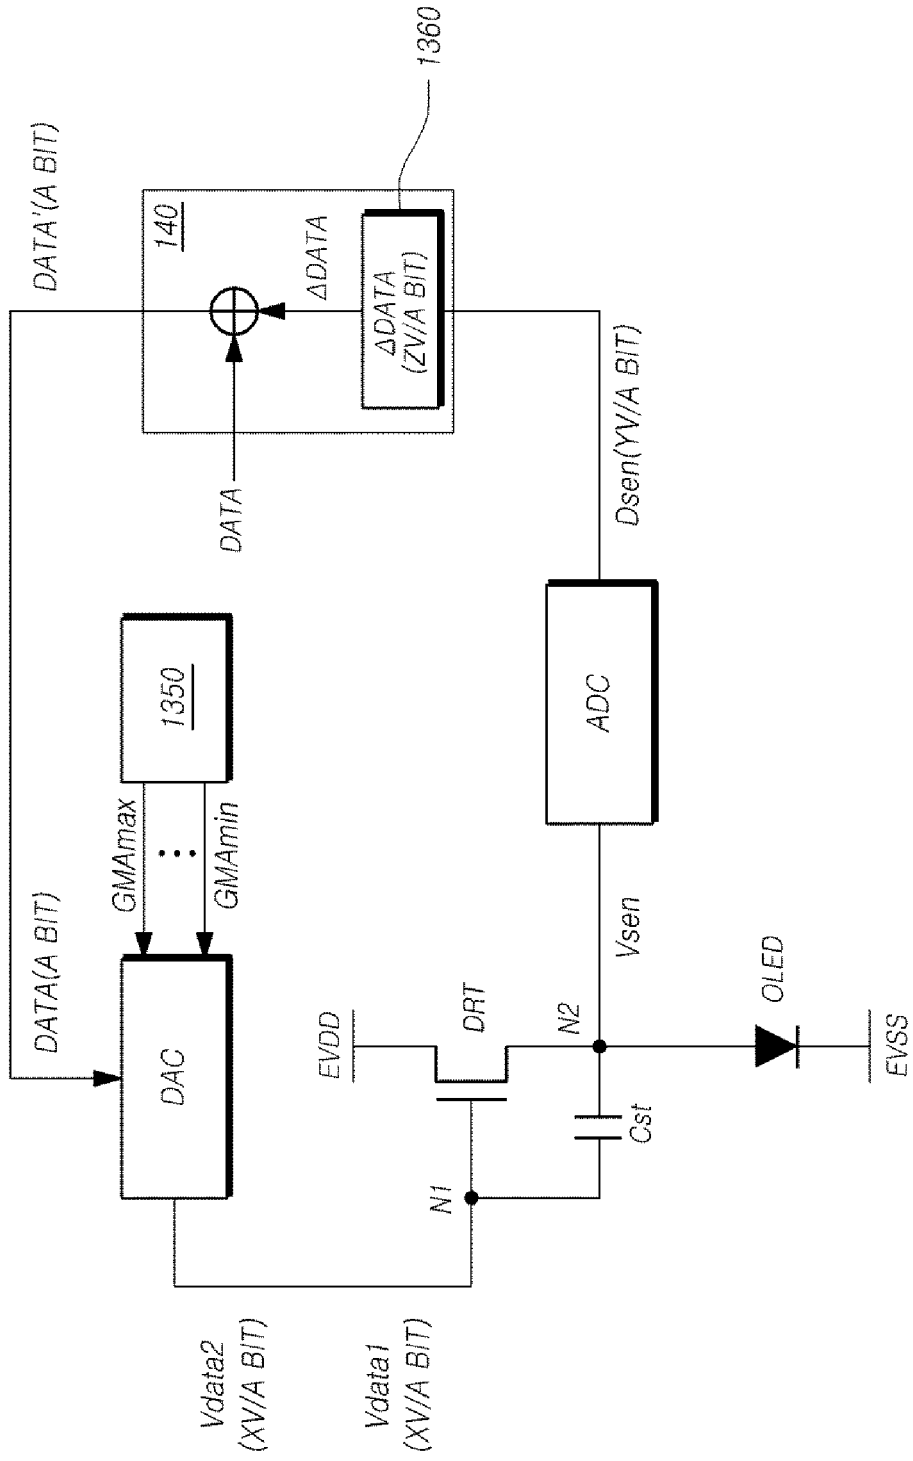 DATA(A BIT)
DATA'(A BIT)
Vdata2
(XV/A BIT)
DAC
GMAmax
GMAmin
1350
DATA
140
ΔDATA
ΔDATA
(ZV/A BIT)
1360
Vdata1
(XV/A BIT)
N1
EVDD
DRT
N2
Cst
Vsen
ADC
Dsen(YV/A BIT)
OLED
EVSS